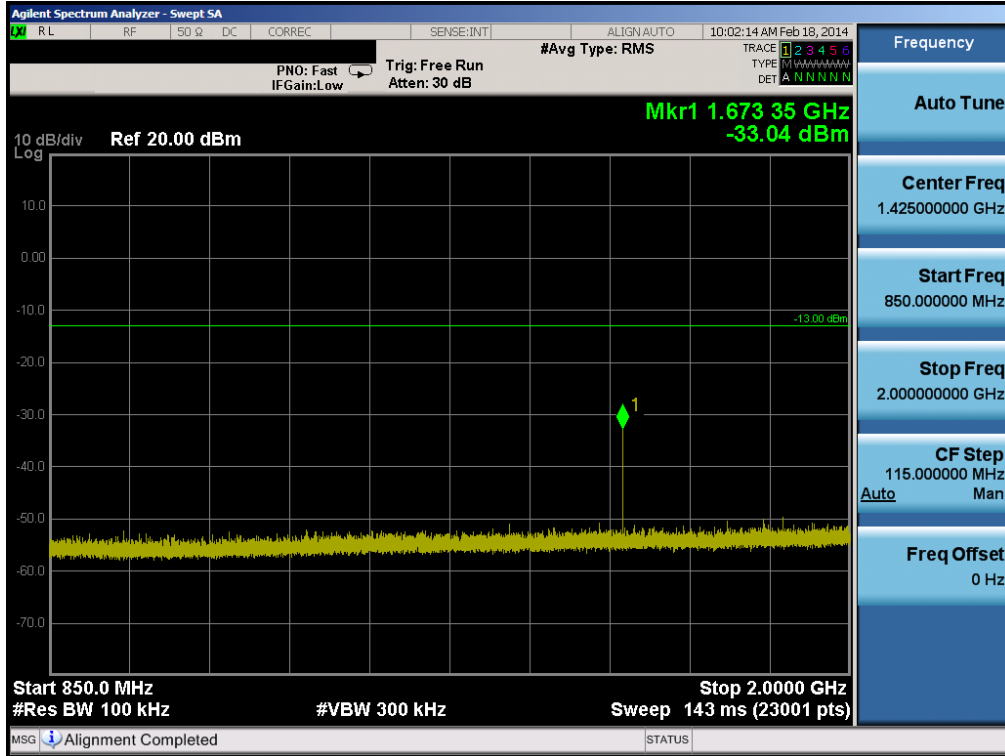 Agilent Spectrum Analyzer - Swept SA
LXI RL RF 50 Ω DC CORREC SENSE:INT ALIGN AUTO 10:02:14 AM Feb 18, 2014
#Avg Type: RMS TRACE 1 2 3 4 5 6
PNO: Fast Trig: Free Run TYPE M W W W W W
IFGain:Low Atten: 30 dB DET A N N N N N
Mkr1 1.673 35 GHz
-33.04 dBm
10 dB/div Ref 20.00 dBm
Log
10.0
0.00
-10.0
-13.00 dBm
-20.0
-30.0
1
-40.0
-50.0
-60.0
-70.0
Start 850.0 MHz Stop 2.0000 GHz
#Res BW 100 kHz #VBW 300 kHz Sweep 143 ms (23001 pts)
MSG Alignment Completed STATUS
Frequency
Auto Tune
Center Freq
1.425000000 GHz
Start Freq
850.000000 MHz
Stop Freq
2.000000000 GHz
CF Step
115.000000 MHz
Auto Man
Freq Offset
0 Hz